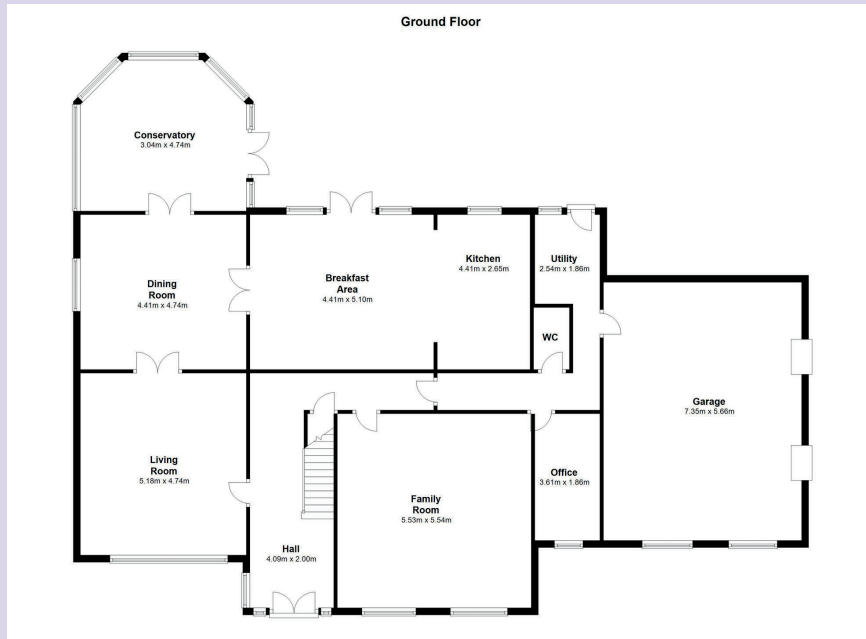 Ground Floor
Conservatory
3.04m x 4.74m
Dining
Room
4.41m x 4.74m
Breakfast
Area
4.41m x 5.10m
Kitchen
4.41m x 2.65m
Utility
2.54m x 1.86m
WC
Garage
7.35m x 5.66m
Living
Room
5.18m x 4.74m
Family
Room
5.53m x 5.54m
Office
3.61m x 1.86m
Hall
4.09m x 2.00m